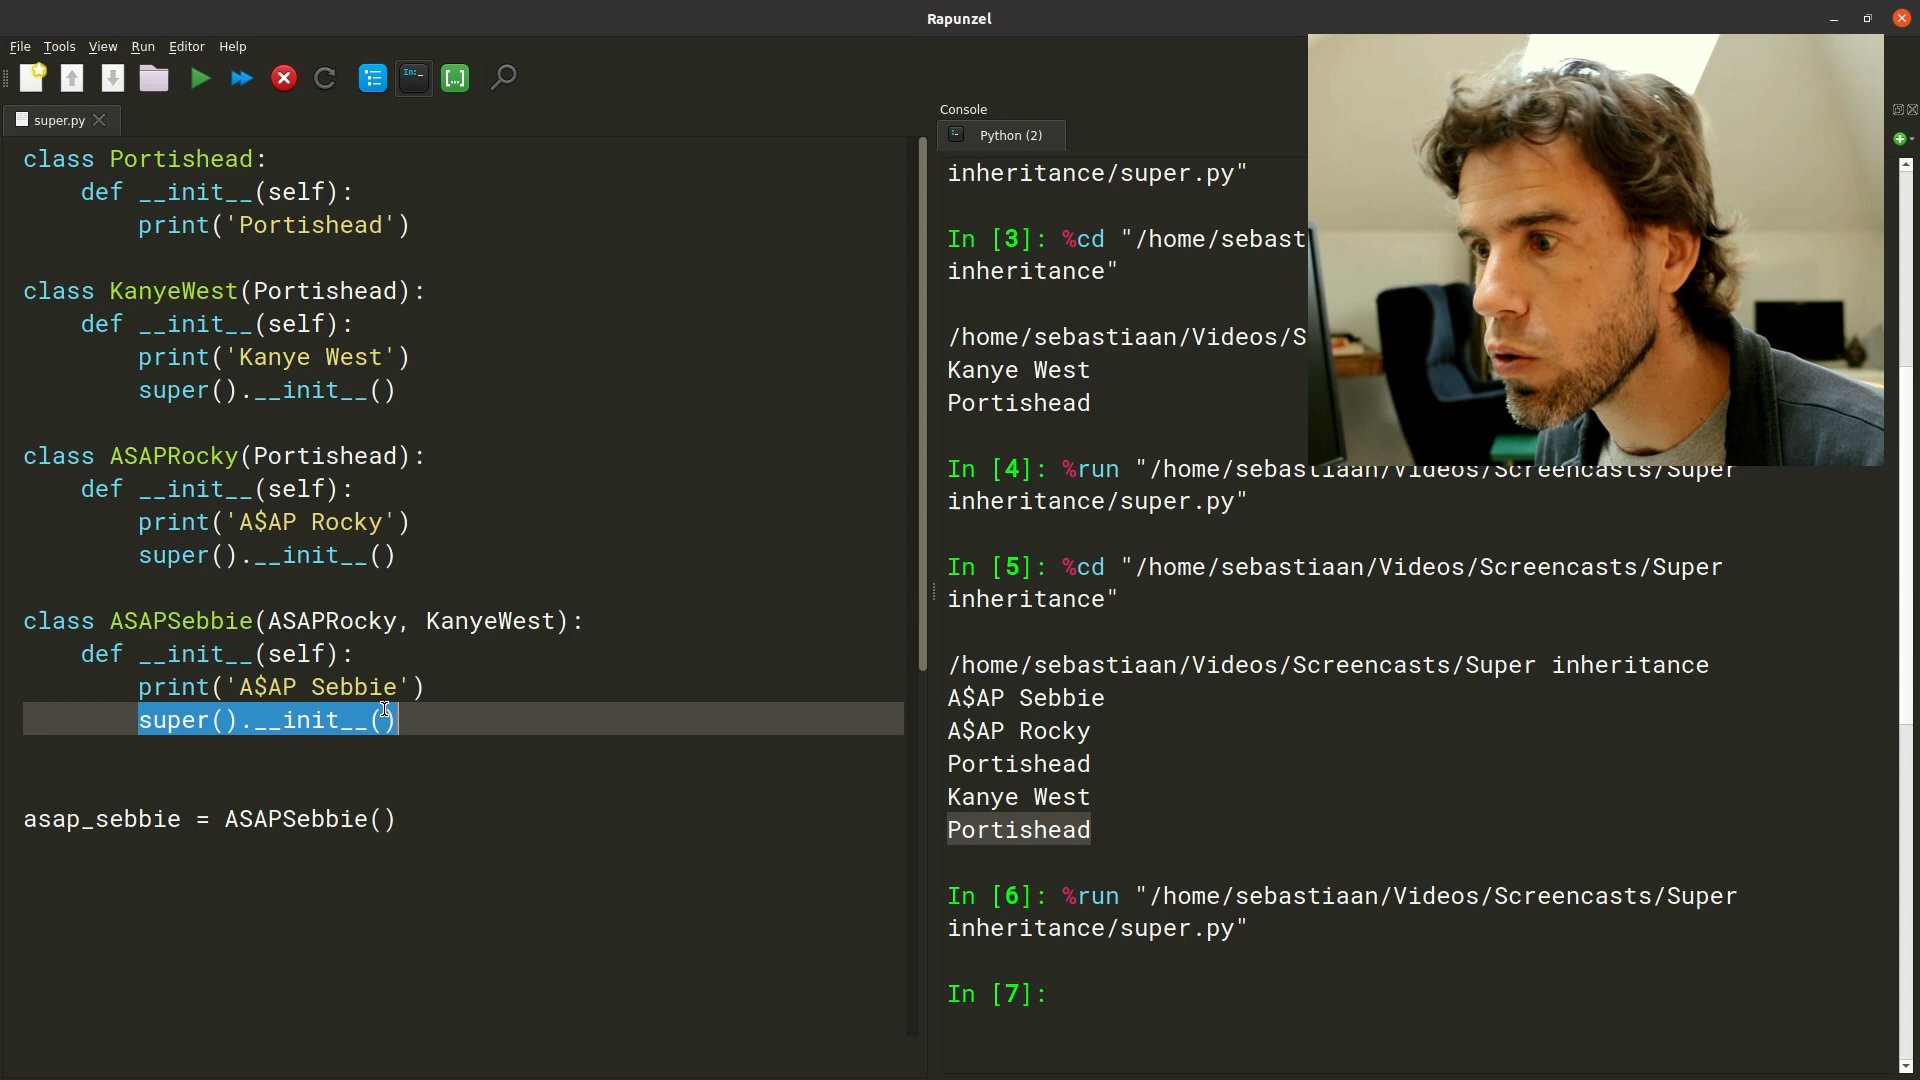 Rapunzel
File Tools View Run Editor Help
In:
[...]
super.py
class Portishead:
def __init__(self):
print('Portishead')
class KanyeWest(Portishead):
def __init__(self):
print('Kanye West')
super().__init__()
class ASAPRocky(Portishead):
def __init__(self):
print('A$AP Rocky')
super().__init__()
class ASAPSebbie(ASAPRocky, KanyeWest):
def __init__(self):
print('A$AP Sebbie')
super().__init__()
asap_sebbie = ASAPSebbie()
Console
Python (2)
inheritance/super.py"
In [3]: %cd "/home/sebast
inheritance"
/home/sebastiaan/Videos/S
Kanye West
Portishead
In [4]: %run "/home/sebastiaan/Videos/Screencasts/Super
inheritance/super.py"
In [5]: %cd "/home/sebastiaan/Videos/Screencasts/Super
inheritance"
/home/sebastiaan/Videos/Screencasts/Super inheritance
A$AP Sebbie
A$AP Rocky
Portishead
Kanye West
Portishead
In [6]: %run "/home/sebastiaan/Videos/Screencasts/Super
inheritance/super.py"
In [7]: